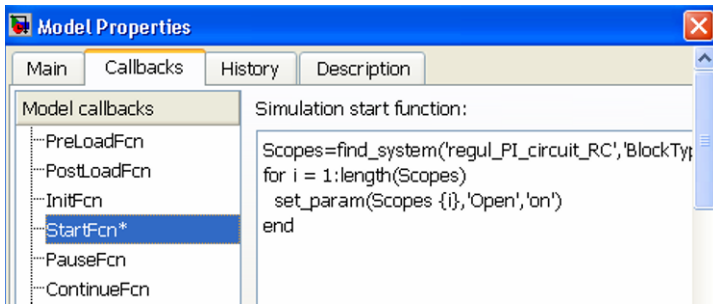 Model Properties
Main Callbacks History Description
Model callbacks
Simulation start function:
PreLoadFcn
PostLoadFcn
InitFcn
StartFcn*
PauseFcn
ContinueFcn
Scopes=find_system('regul_PI_circuit_RC','BlockTyp
for i = 1:length(Scopes)
set_param(Scopes {i},'Open','on')
end